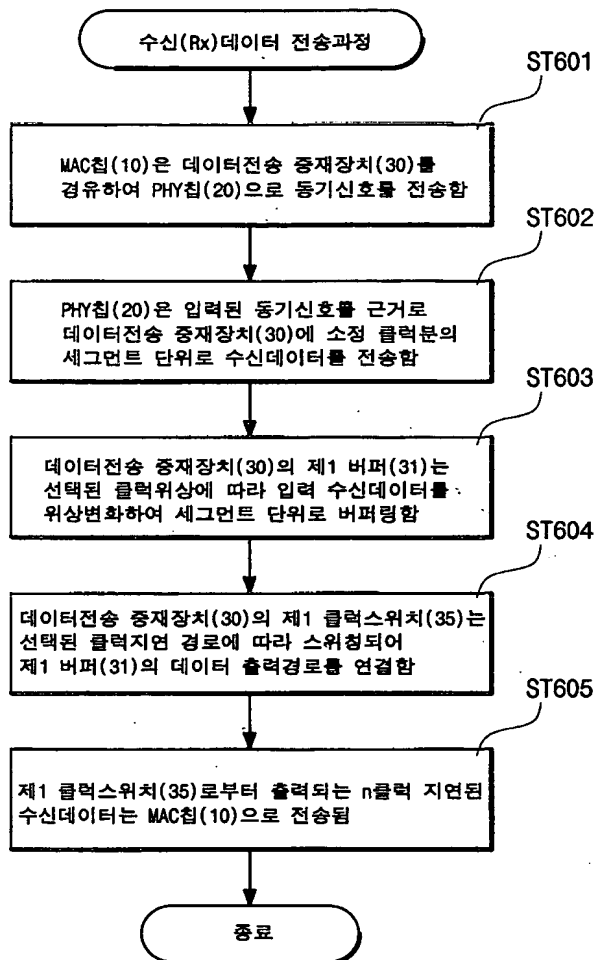 수신(Rx)데이터 전송과정
ST601
MAC칩(10)은 데이터전송 중재장치(30)를
경유하여 PHY칩(20)으로 동기신호를 전송함
ST602
PHY칩(20)은 입력된 동기신호를 근거로
데이터전송 중재장치(30)에 소정 클럭분의
세그먼트 단위로 수신데이터를 전송함
ST603
데이터전송 중재장치(30)의 제1 버퍼(31)는
선택된 클럭위상에 따라 입력 수신데이터를
위상변화하여 세그먼트 단위로 버퍼링함
ST604
데이터전송 중재장치(30)의 제1 클럭스위치(35)는
선택된 클럭지연 경로에 따라 스위칭되어
제1 버퍼(31)의 데이터 출력경로를 연결함
ST605
제1 클럭스위치(35)로부터 출력되는 n클럭 지연된
수신데이터는 MAC칩(10)으로 전송됨
종료